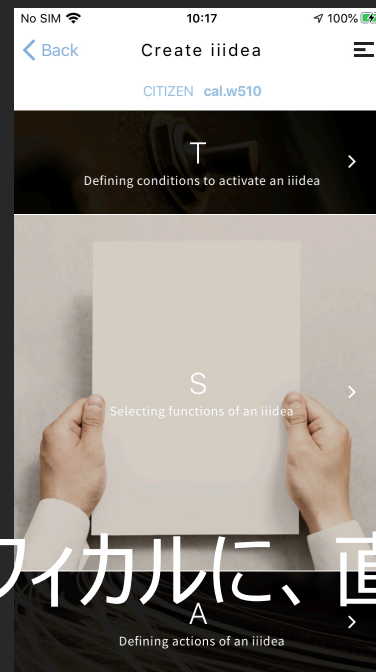 No SIM 10:17 100%
Back Create iiidea
CITIZEN cal.w510
T
Defining conditions to activate an iiidea
S
Selecting functions of an iiidea
フィカルに、直
A
Defining actions of an iiidea